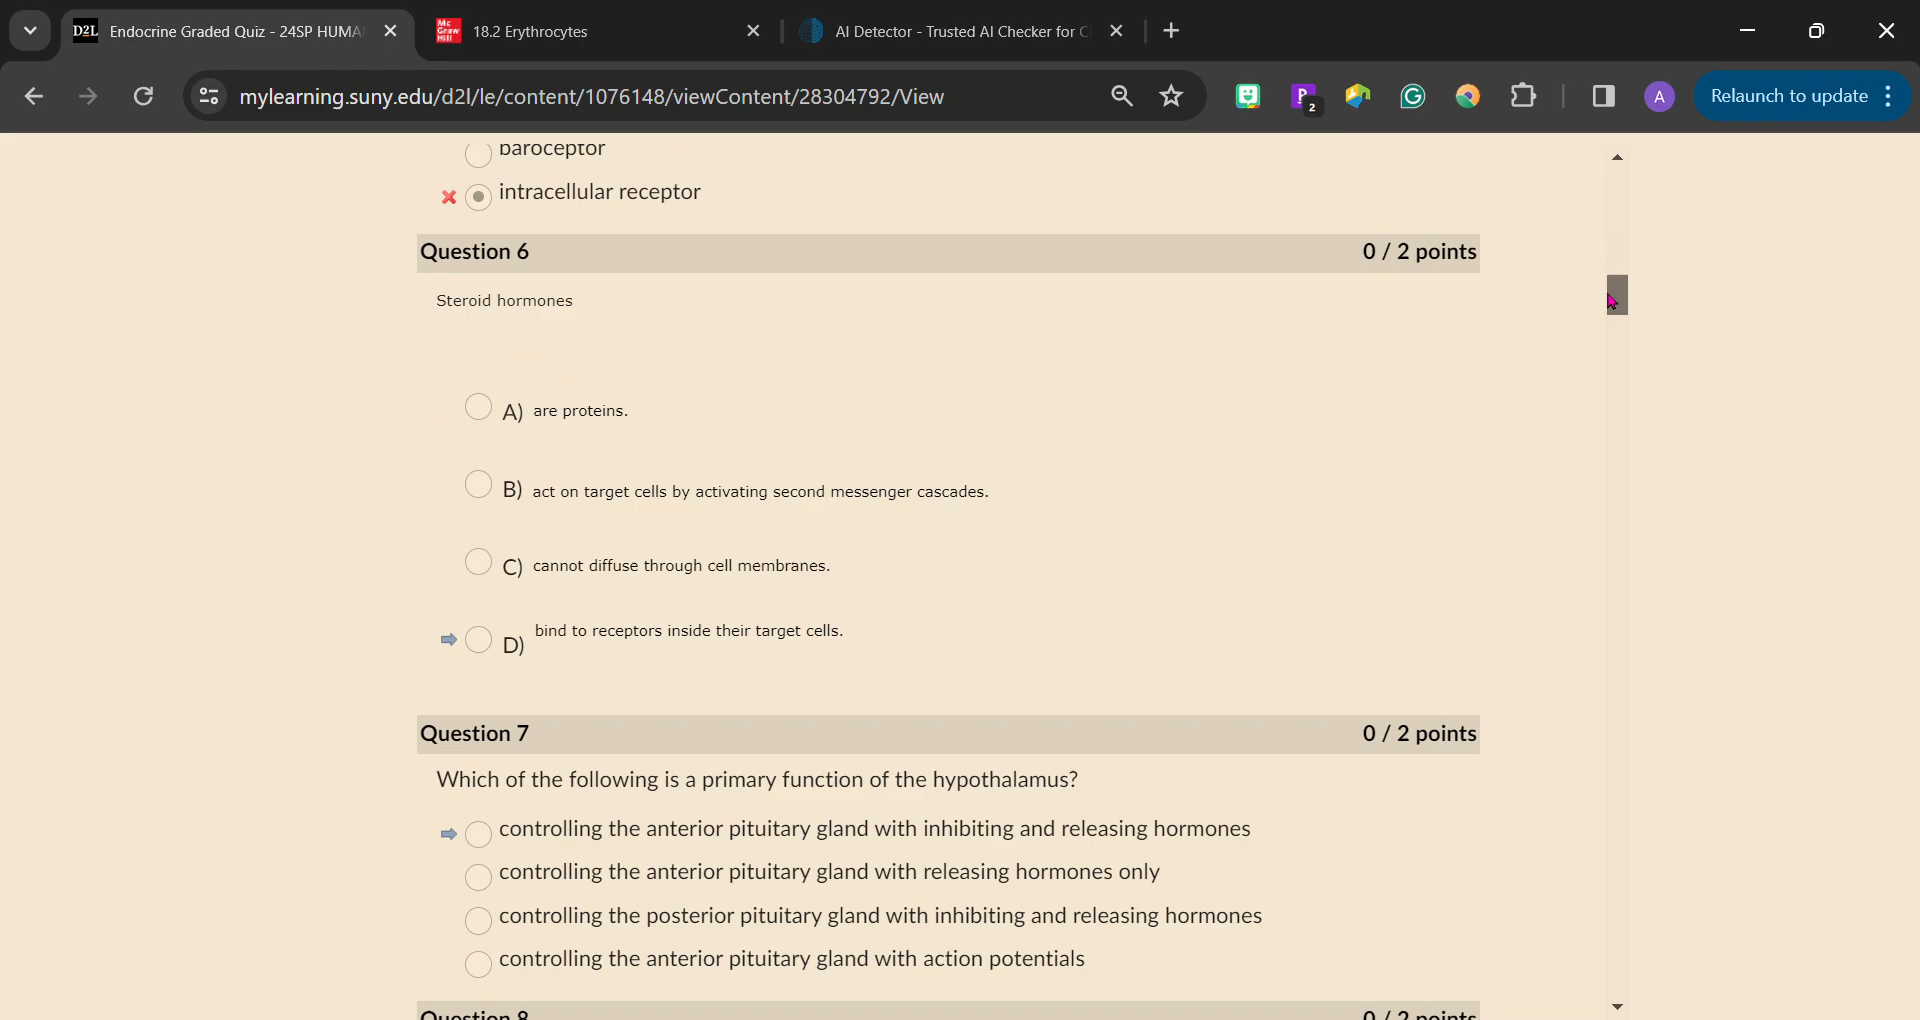 D2L Endocrine Graded Quiz - 24SP HUMA
Mc Graw Hill 18.2 Erythrocytes
AI Detector - Trusted AI Checker for C
mylearning.suny.edu/d2l/le/content/1076148/viewContent/28304792/View
2
A
Relaunch to update
baroceptor
intracellular receptor
Question 6 0 / 2 points
Steroid hormones
A) are proteins.
B) act on target cells by activating second messenger cascades.
C) cannot diffuse through cell membranes.
D) bind to receptors inside their target cells.
Question 7 0 / 2 points
Which of the following is a primary function of the hypothalamus?
controlling the anterior pituitary gland with inhibiting and releasing hormones
controlling the anterior pituitary gland with releasing hormones only
controlling the posterior pituitary gland with inhibiting and releasing hormones
controlling the anterior pituitary gland with action potentials
Question 8 0 / 2 points